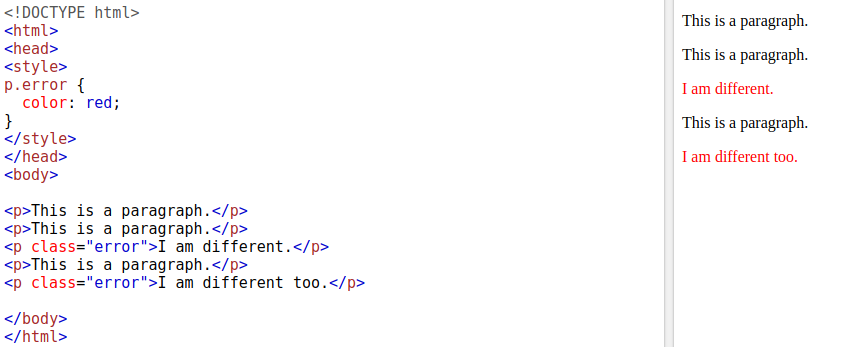 <!DOCTYPE html>
<html>
<head>
<style>
p.error {
  color: red;
}
</style>
</head>
<body>

<p>This is a paragraph.</p>
<p>This is a paragraph.</p>
<p class="error">I am different.</p>
<p>This is a paragraph.</p>
<p class="error">I am different too.</p>

</body>
</html>
This is a paragraph.
This is a paragraph.
I am different.
This is a paragraph.
I am different too.